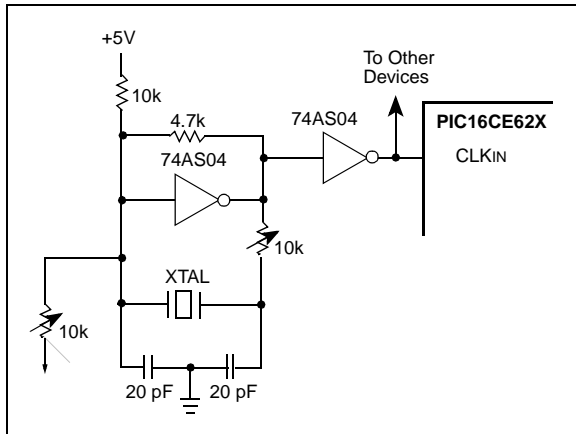 +5V
10k
4.7k
74AS04
74AS04
To Other
Devices
PIC16CE62X
CLKIN
10k
XTAL
10k
20 pF
20 pF